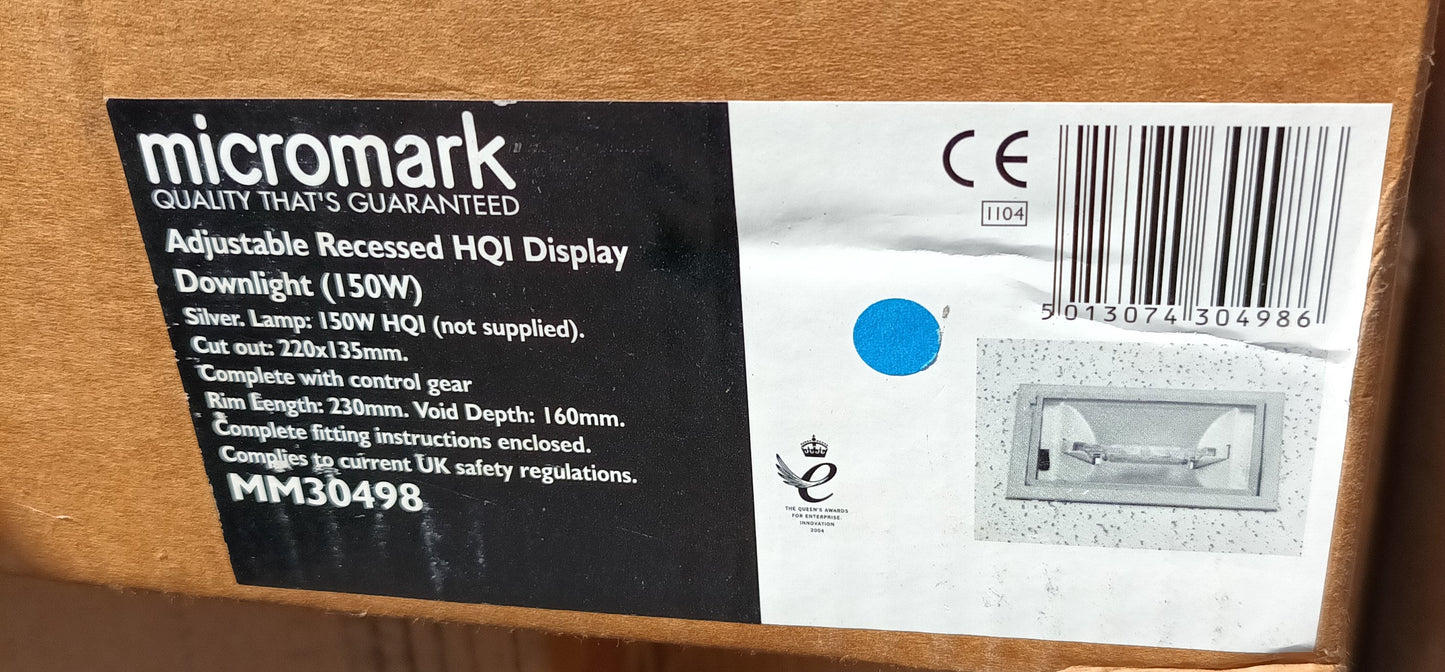 micromark
QUALITY THAT'S GUARANTEED
Adjustable Recessed HQI Display
Downlight (150W)
Silver. Lamp: 150W HQI (not supplied).
Cut out: 220x135mm.
Complete with control gear
Rim Length: 230mm. Void Depth: 160mm.
Complete fitting instructions enclosed.
Complies to current UK safety regulations.
MM30498
CE
1104
5 013074 304986
e
THE QUEEN'S AWARDS
FOR ENTERPRISE:
INNOVATION
2004